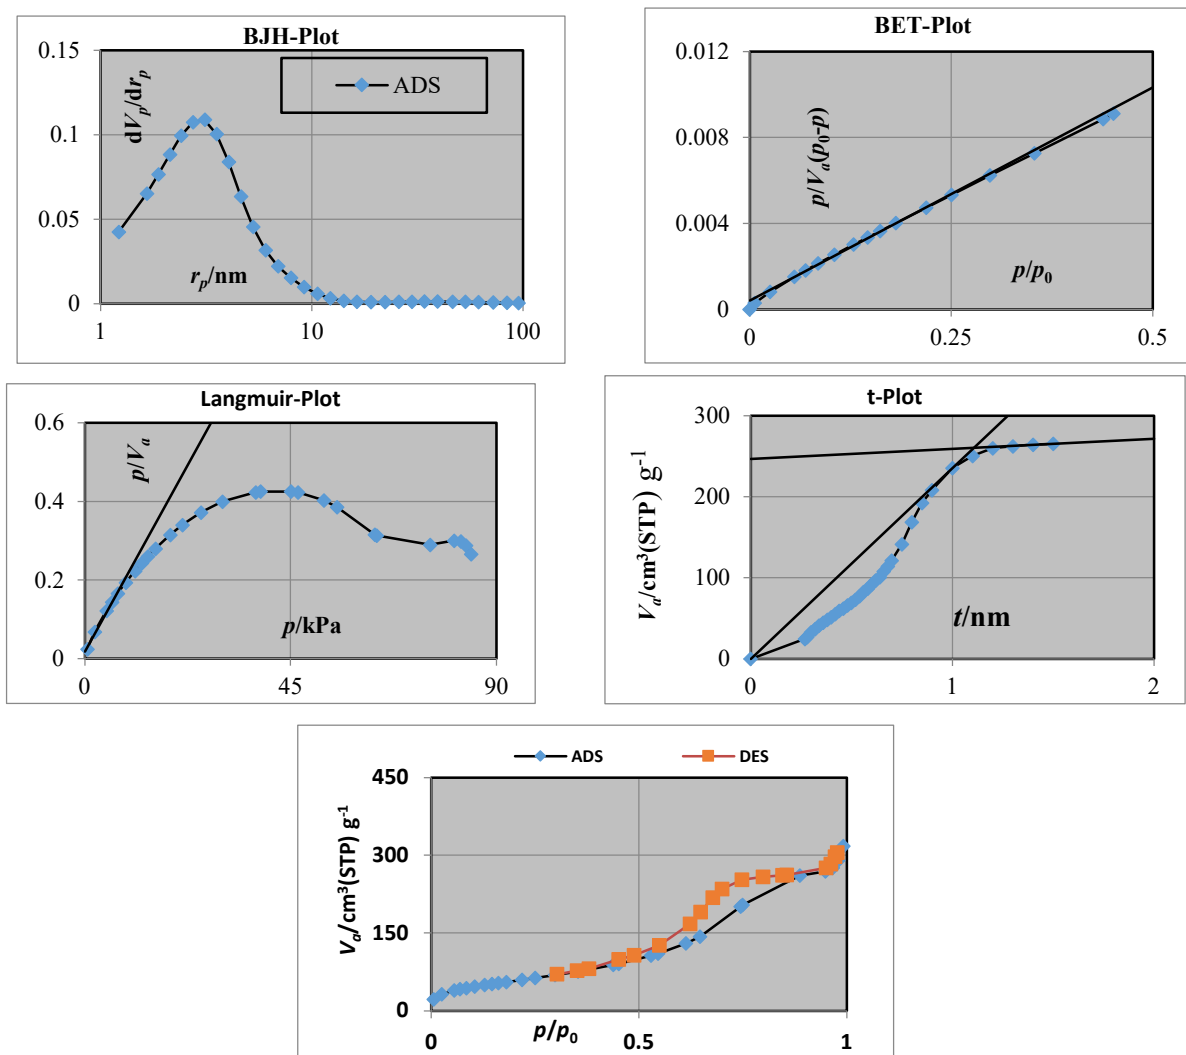 BJH-Plot
0.15
0.1
0.05
0
dVp/drp
ADS
rp/nm
1
10
100
BET-Plot
0.012
0.008
0.004
0
p/Va(p0-p)
p/p0
0
0.25
0.5
Langmuir-Plot
0.6
0.4
0.2
0
p/Va
p/kPa
0
45
90
t-Plot
300
200
100
0
Va/cm³(STP) g⁻¹
t/nm
0
1
2
ADS
DES
450
300
150
0
Va/cm³(STP) g⁻¹
p/p0
0
0.5
1